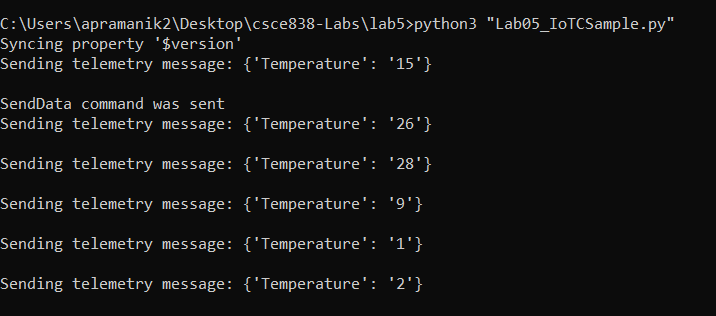 C:\Users\apramanik2\Desktop\csce838-Labs\lab5>python3 "Lab05_IoTCSample.py"
Syncing property '$version'
Sending telemetry message: {'Temperature': '15'}
SendData command was sent
Sending telemetry message: {'Temperature': '26'}
Sending telemetry message: {'Temperature': '28'}
Sending telemetry message: {'Temperature': '9'}
Sending telemetry message: {'Temperature': '1'}
Sending telemetry message: {'Temperature': '2'}